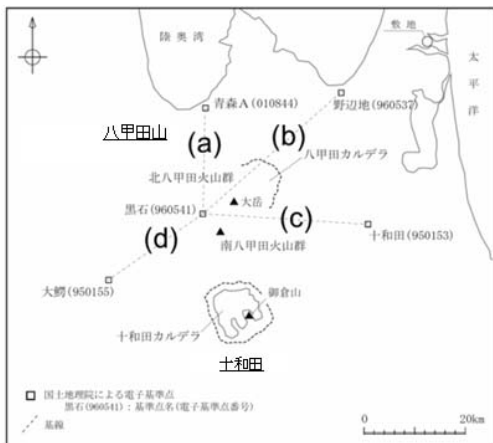 陸奥湾
敷地
太平洋
青森A(010844)
野辺地(960537)
八甲田山
(a)
(b)
八甲田カルデラ
北八甲田火山群
大岳
黒石(960541)
(c)
(d)
南八甲田火山群
十和田(950153)
大鰐(950155)
御倉山
十和田カルデラ
十和田
国土地理院による電子基準点
黒石(960541):基準点名(電子基準点番号)
基線
0 20km